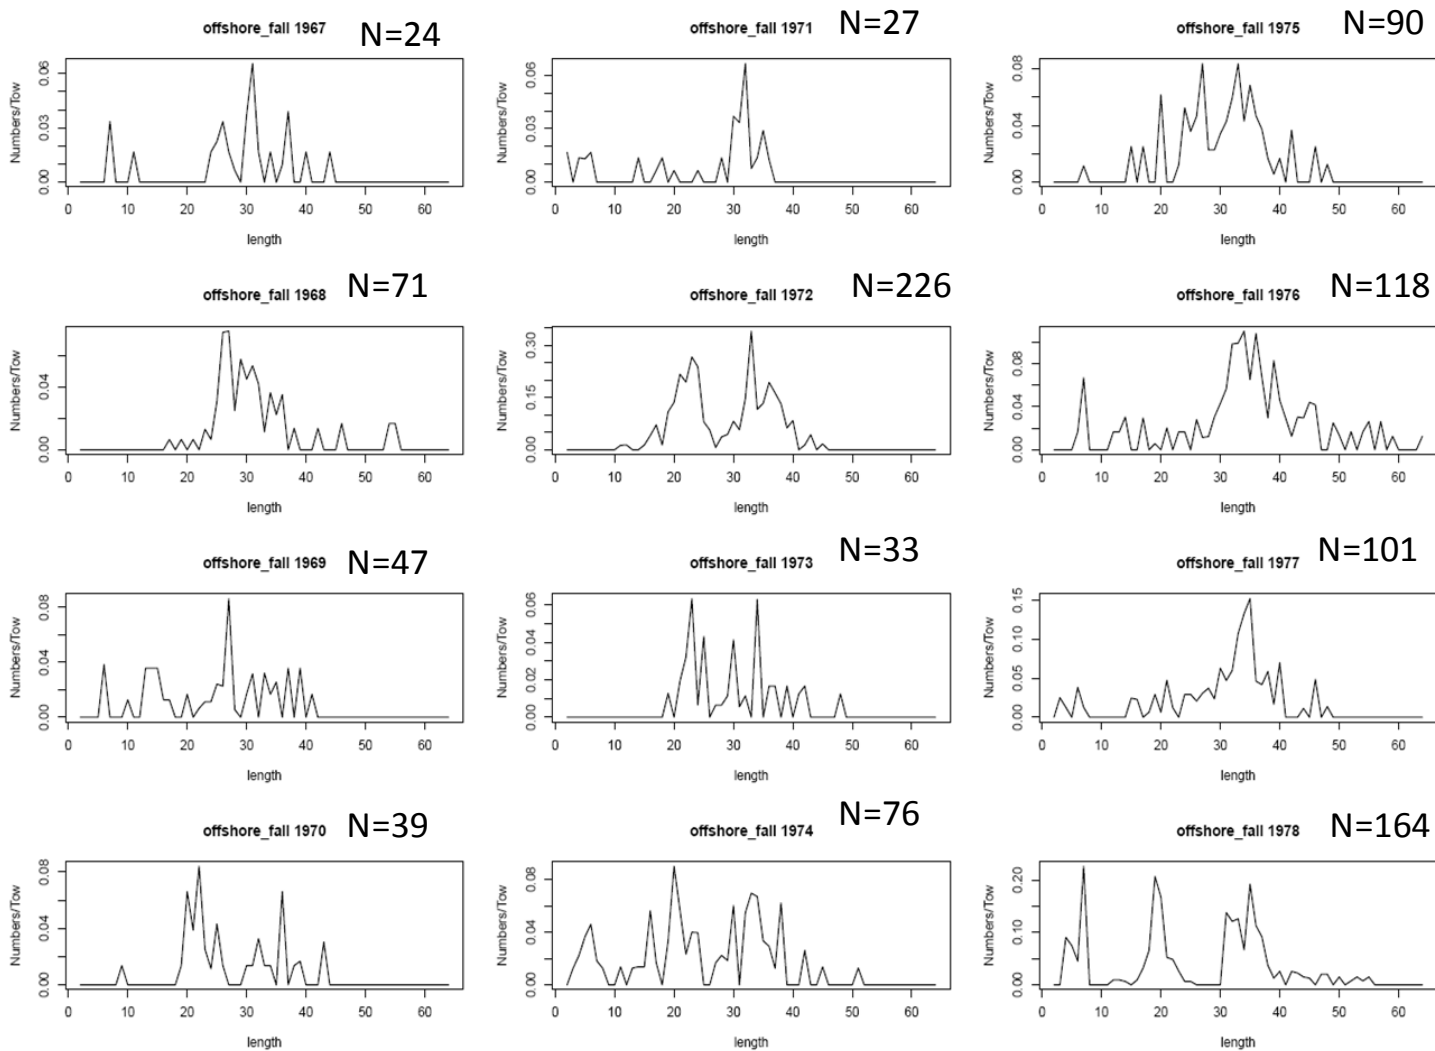 offshore_fall 1967 N=24
Numbers/Tow
0.00 0.03 0.06
0 10 20 30 40 50 60
length
offshore_fall 1971 N=27
Numbers/Tow
0.00 0.03 0.06
0 10 20 30 40 50 60
length
offshore_fall 1975 N=90
Numbers/Tow
0.00 0.04 0.08
0 10 20 30 40 50 60
length
offshore_fall 1968 N=71
Numbers/Tow
0.00 0.04
0 10 20 30 40 50 60
length
offshore_fall 1972 N=226
Numbers/Tow
0.00 0.15 0.30
0 10 20 30 40 50 60
length
offshore_fall 1976 N=118
Numbers/Tow
0.00 0.04 0.08
0 10 20 30 40 50 60
length
offshore_fall 1969 N=47
Numbers/Tow
0.00 0.04 0.08
0 10 20 30 40 50 60
length
offshore_fall 1973 N=33
Numbers/Tow
0.00 0.02 0.04 0.06
0 10 20 30 40 50 60
length
offshore_fall 1977 N=101
Numbers/Tow
0.00 0.05 0.10 0.15
0 10 20 30 40 50 60
length
offshore_fall 1970 N=39
Numbers/Tow
0.00 0.04 0.08
0 10 20 30 40 50 60
length
offshore_fall 1974 N=76
Numbers/Tow
0.00 0.04 0.08
0 10 20 30 40 50 60
length
offshore_fall 1978 N=164
Numbers/Tow
0.00 0.10 0.20
0 10 20 30 40 50 60
length